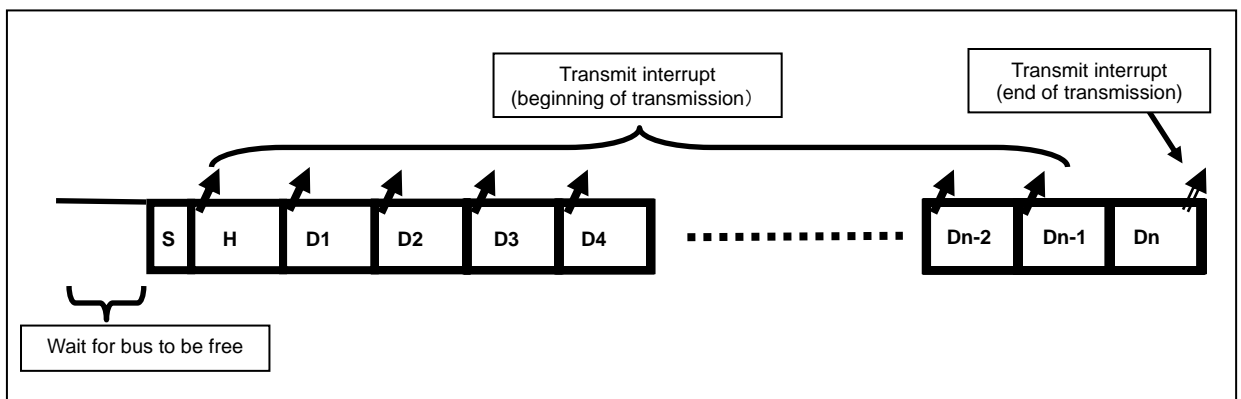 Transmit interrupt
(beginning of transmission）
Transmit interrupt
(end of transmission)
S H D1 D2 D3 D4 Dn-2 Dn-1 Dn
Wait for bus to be free